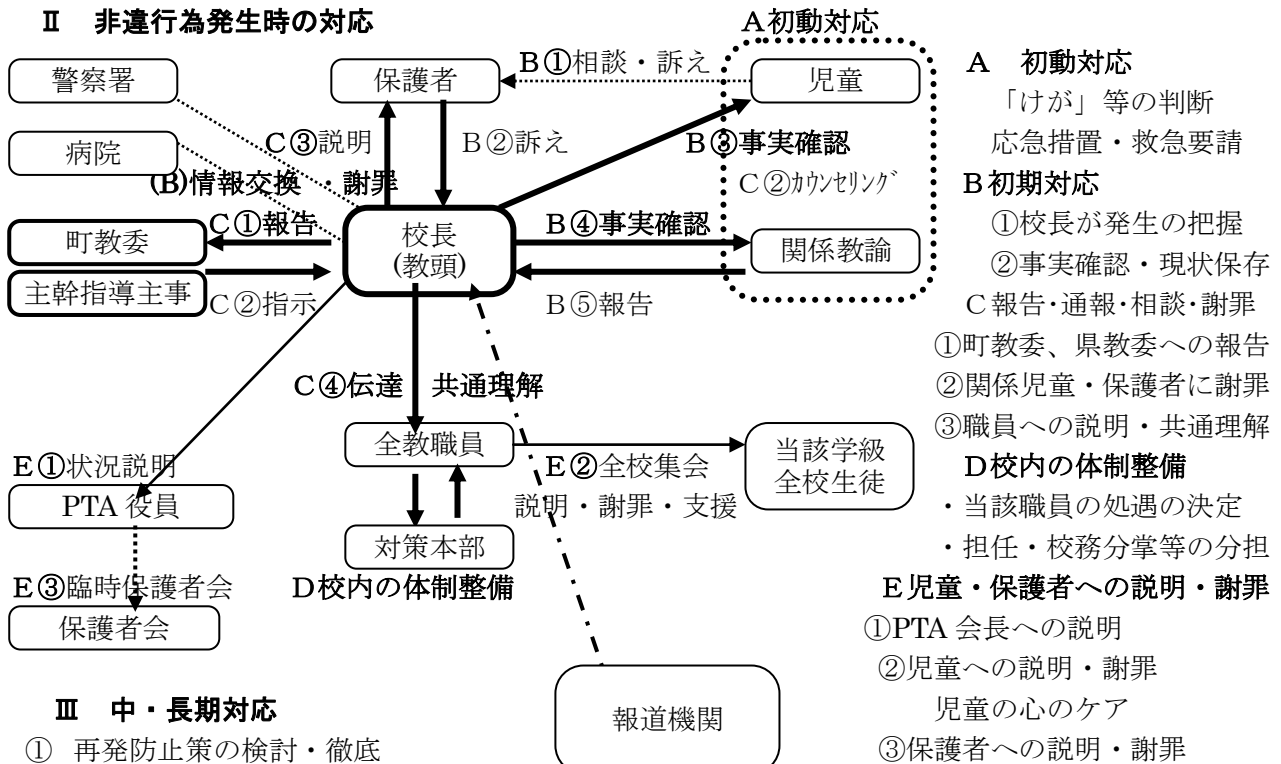 Ⅱ 非違行為発生時の対応
A初動対応
警察署
保護者
B①相談・訴え
児童
病院
C③説明
B②訴え
B③事実確認
(B)情報交換・謝罪
C②ｶｳﾝｾﾘﾝｸﾞ
町教委
C①報告
校長
(教頭)
B④事実確認
関係教諭
主幹指導主事
C②指示
B⑤報告
C④伝達 共通理解
全教職員
E②全校集会
説明・謝罪・支援
当該学級
全校生徒
E①状況説明
PTA 役員
対策本部
D校内の体制整備
E③臨時保護者会
保護者会
報道機関
A 初動対応
「けが」等の判断
応急措置・救急要請
B初期対応
①校長が発生の把握
②事実確認・現状保存
C報告・通報・相談・謝罪
①町教委、県教委への報告
②関係児童・保護者に謝罪
③職員への説明・共通理解
D校内の体制整備
・当該職員の処遇の決定
・担任・校務分掌等の分担
E児童・保護者への説明・謝罪
①PTA 会長への説明
②児童への説明・謝罪
児童の心のケア
③保護者への説明・謝罪
Ⅲ 中・長期対応
① 再発防止策の検討・徹底